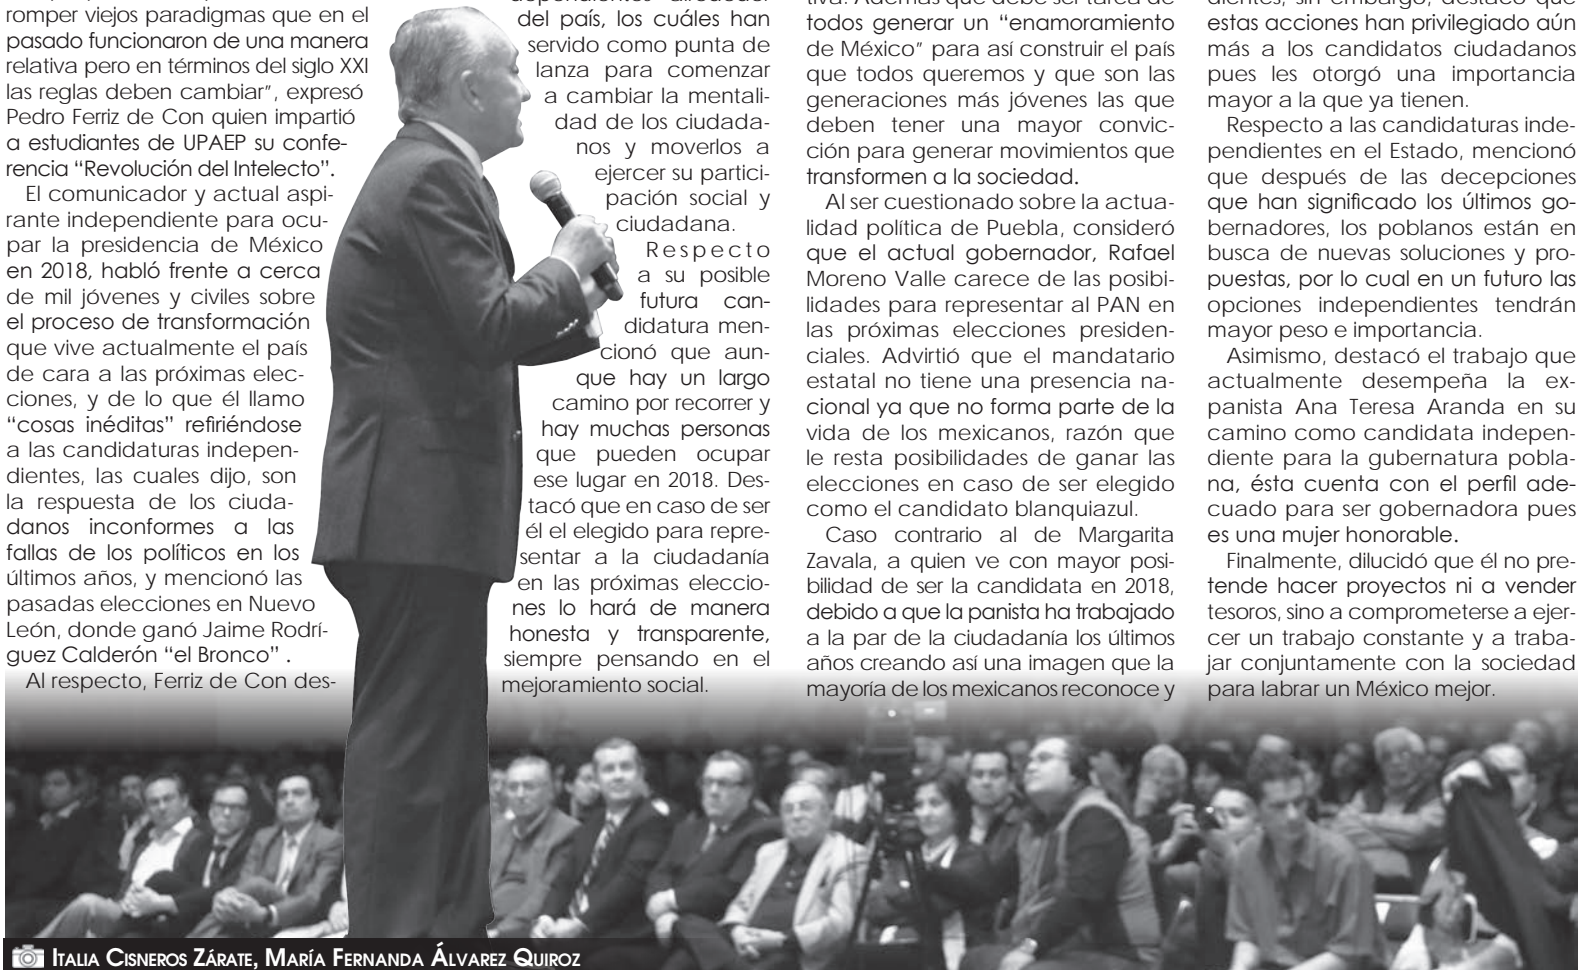 romper viejos paradigmas que en el
pasado funcionaron de una manera
relativa pero en términos del siglo XXI
las reglas deben cambiar”, expresó
Pedro Ferriz de Con quien impartió
a estudiantes de UPAEP su confe-
rencia “Revolución del Intelecto”.
El comunicador y actual aspi-
rante independiente para ocu-
par la presidencia de México
en 2018, habló frente a cerca
de mil jóvenes y civiles sobre
el proceso de transformación
que vive actualmente el país
de cara a las próximas elec-
ciones, y de lo que él llamo
“cosas inéditas” refiriéndose
a las candidaturas indepen-
dientes, las cuales dijo, son
la respuesta de los ciuda-
danos inconformes a las
fallas de los políticos en los
últimos años, y mencionó las
pasadas elecciones en Nuevo
León, donde ganó Jaime Rodrí-
guez Calderón “el Bronco” .
Al respecto, Ferriz de Con des-
del país, los cuáles han
servido como punta de
lanza para comenzar
a cambiar la mentali-
dad de los ciudada-
nos y moverlos a
ejercer su partici-
pación social y
ciudadana.
Respecto
a su posible
futura can-
didatura men-
cionó que aun-
que hay un largo
camino por recorrer y
hay muchas personas
que pueden ocupar
ese lugar en 2018. Des-
tacó que en caso de ser
él el elegido para repre-
sentar a la ciudadanía
en las próximas eleccio-
nes lo hará de manera
honesta y transparente,
siempre pensando en el
mejoramiento social.
tiva. Además que debe ser tarea de
todos generar un “enamoramiento
de México” para así construir el país
que todos queremos y que son las
generaciones más jóvenes las que
deben tener una mayor convic-
ción para generar movimientos que
transformen a la sociedad.
Al ser cuestionado sobre la actua-
lidad política de Puebla, consideró
que el actual gobernador, Rafael
Moreno Valle carece de las posibi-
lidades para representar al PAN en
las próximas elecciones presiden-
ciales. Advirtió que el mandatario
estatal no tiene una presencia na-
cional ya que no forma parte de la
vida de los mexicanos, razón que
le resta posibilidades de ganar las
elecciones en caso de ser elegido
como el candidato blanquiazul.
Caso contrario al de Margarita
Zavala, a quien ve con mayor posi-
bilidad de ser la candidata en 2018,
debido a que la panista ha trabajado
a la par de la ciudadanía los últimos
años creando así una imagen que la
mayoría de los mexicanos reconoce y
dientes, sin embargo, destacó que
estas acciones han privilegiado aún
más a los candidatos ciudadanos
pues les otorgó una importancia
mayor a la que ya tienen.
Respecto a las candidaturas inde-
pendientes en el Estado, mencionó
que después de las decepciones
que han significado los últimos go-
bernadores, los poblanos están en
busca de nuevas soluciones y pro-
puestas, por lo cual en un futuro las
opciones independientes tendrán
mayor peso e importancia.
Asimismo, destacó el trabajo que
actualmente desempeña la ex-
panista Ana Teresa Aranda en su
camino como candidata indepen-
diente para la gubernatura pobla-
na, ésta cuenta con el perfil ade-
cuado para ser gobernadora pues
es una mujer honorable.
Finalmente, dilucidó que él no pre-
tende hacer proyectos ni a vender
tesoros, sino a comprometerse a ejer-
cer un trabajo constante y a traba-
jar conjuntamente con la sociedad
para labrar un México mejor.
Italia Cisneros Zárate, María Fernanda Álvarez Quiroz